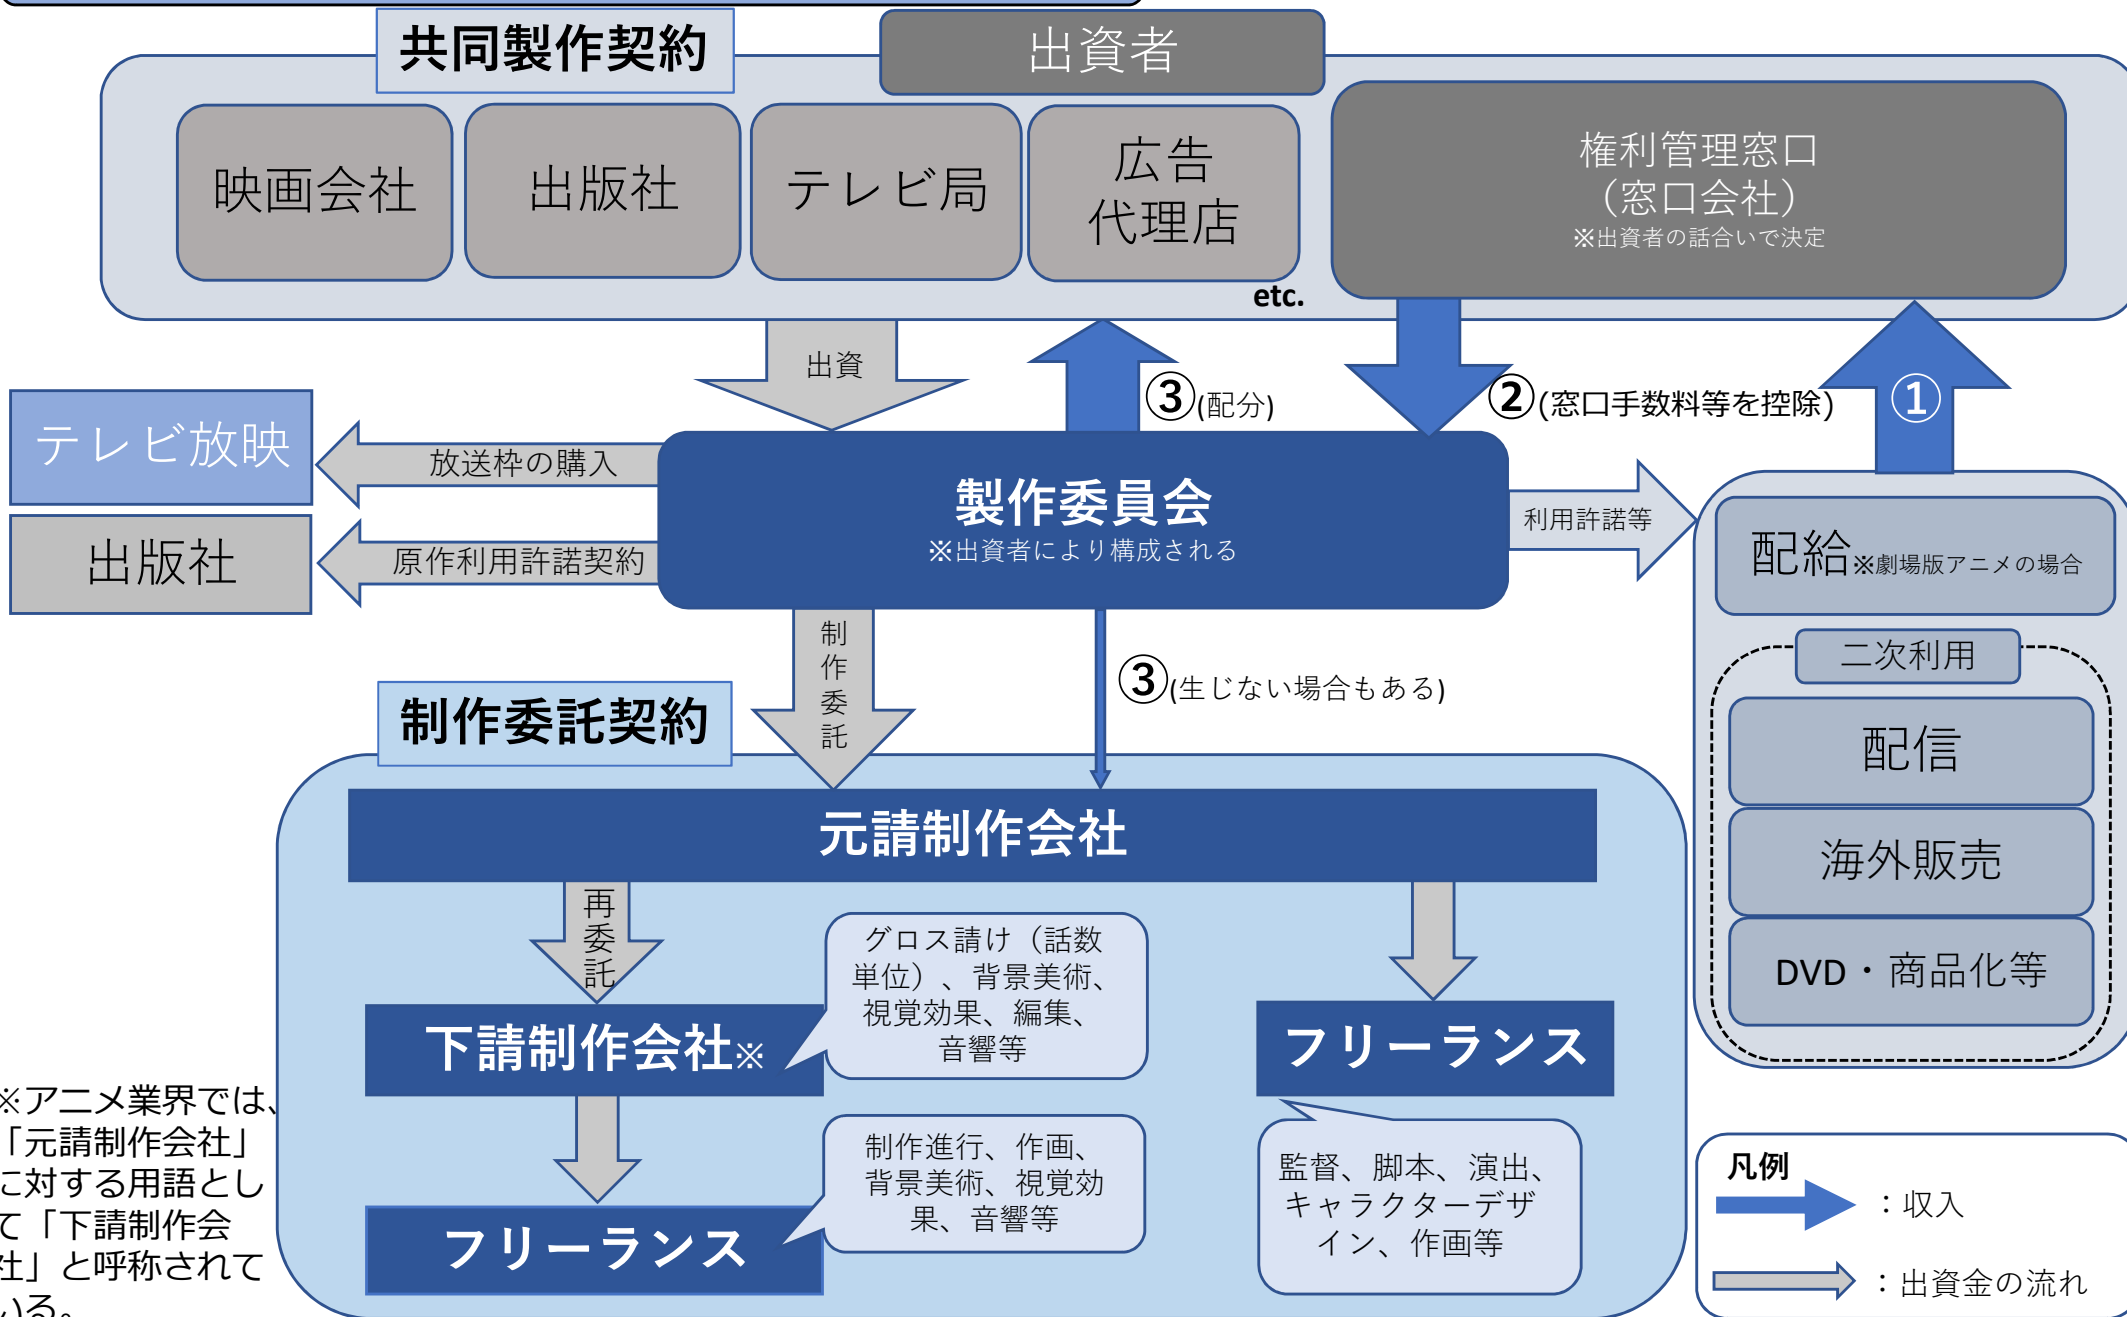 共同製作契約
出資者
映画会社
出版社
テレビ局
広告
代理店
etc.
権利管理窓口
（窓口会社）
※出資者の話合いで決定
出資
③(配分)
②(窓口手数料等を控除)
①
テレビ放映
放送枠の購入
出版社
原作利用許諾契約
製作委員会
※出資者により構成される
利用許諾等
配給※劇場版アニメの場合
二次利用
配信
海外販売
DVD・商品化等
制
作
委
託
③(生じない場合もある)
制作委託契約
元請制作会社
再
委
託
グロス請け（話数
単位）、背景美術、
視覚効果、編集、
音響等
下請制作会社※
フリーランス
制作進行、作画、
背景美術、視覚効
果、音響等
フリーランス
監督、脚本、演出、
キャラクターデザ
イン、作画等
※アニメ業界では、
「元請制作会社」
に対する用語とし
て「下請制作会
社」と呼称されて
いる。
凡例
：収入
：出資金の流れ